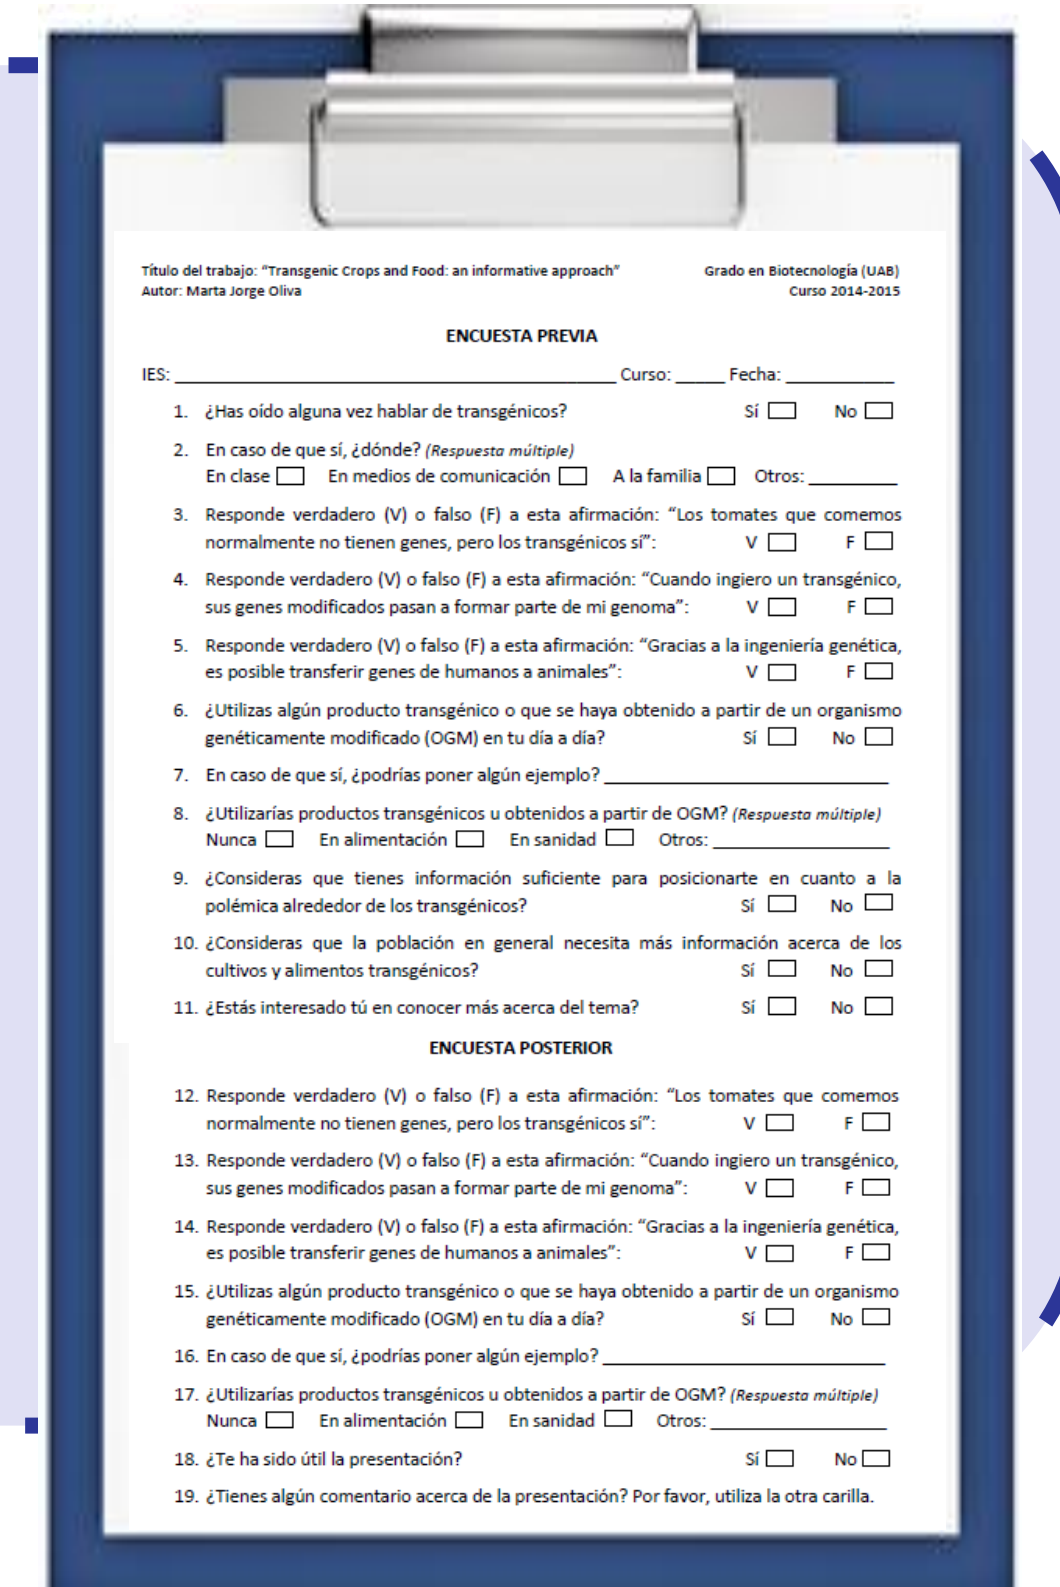 Título del trabajo: “Transgenic Crops and Food: an informative approach” Grado en Biotecnología (UAB)
Autor: Marta Jorge Oliva Curso 2014-2015
ENCUESTA PREVIA
IES: ____________________ Curso: _____ Fecha: __________
1. ¿Has oído alguna vez hablar de transgénicos? Sí No
2. En caso de que sí, ¿dónde? (Respuesta múltiple)
En clase En medios de comunicación A la familia Otros: _________
3. Responde verdadero (V) o falso (F) a esta afirmación: “Los tomates que comemos
normalmente no tienen genes, pero los transgénicos sí”: V F
4. Responde verdadero (V) o falso (F) a esta afirmación: “Cuando ingiero un transgénico,
sus genes modificados pasan a formar parte de mi genoma”: V F
5. Responde verdadero (V) o falso (F) a esta afirmación: “Gracias a la ingeniería genética,
es posible transferir genes de humanos a animales”: V F
6. ¿Utilizas algún producto transgénico o que se haya obtenido a partir de un organismo
genéticamente modificado (OGM) en tu día a día? Sí No
7. En caso de que sí, ¿podrías poner algún ejemplo? ____________________
8. ¿Utilizarías productos transgénicos u obtenidos a partir de OGM? (Respuesta múltiple)
Nunca En alimentación En sanidad Otros: ________________
9. ¿Consideras que tienes información suficiente para posicionarte en cuanto a la
polémica alrededor de los transgénicos? Sí No
10. ¿Consideras que la población en general necesita más información acerca de los
cultivos y alimentos transgénicos? Sí No
11. ¿Estás interesado tú en conocer más acerca del tema? Sí No
ENCUESTA POSTERIOR
12. Responde verdadero (V) o falso (F) a esta afirmación: “Los tomates que comemos
normalmente no tienen genes, pero los transgénicos sí”: V F
13. Responde verdadero (V) o falso (F) a esta afirmación: “Cuando ingiero un transgénico,
sus genes modificados pasan a formar parte de mi genoma”: V F
14. Responde verdadero (V) o falso (F) a esta afirmación: “Gracias a la ingeniería genética,
es posible transferir genes de humanos a animales”: V F
15. ¿Utilizas algún producto transgénico o que se haya obtenido a partir de un organismo
genéticamente modificado (OGM) en tu día a día? Sí No
16. En caso de que sí, ¿podrías poner algún ejemplo? ____________________
17. ¿Utilizarías productos transgénicos u obtenidos a partir de OGM? (Respuesta múltiple)
Nunca En alimentación En sanidad Otros: ________________
18. ¿Te ha sido útil la presentación? Sí No
19. ¿Tienes algún comentario acerca de la presentación? Por favor, utiliza la otra carilla.